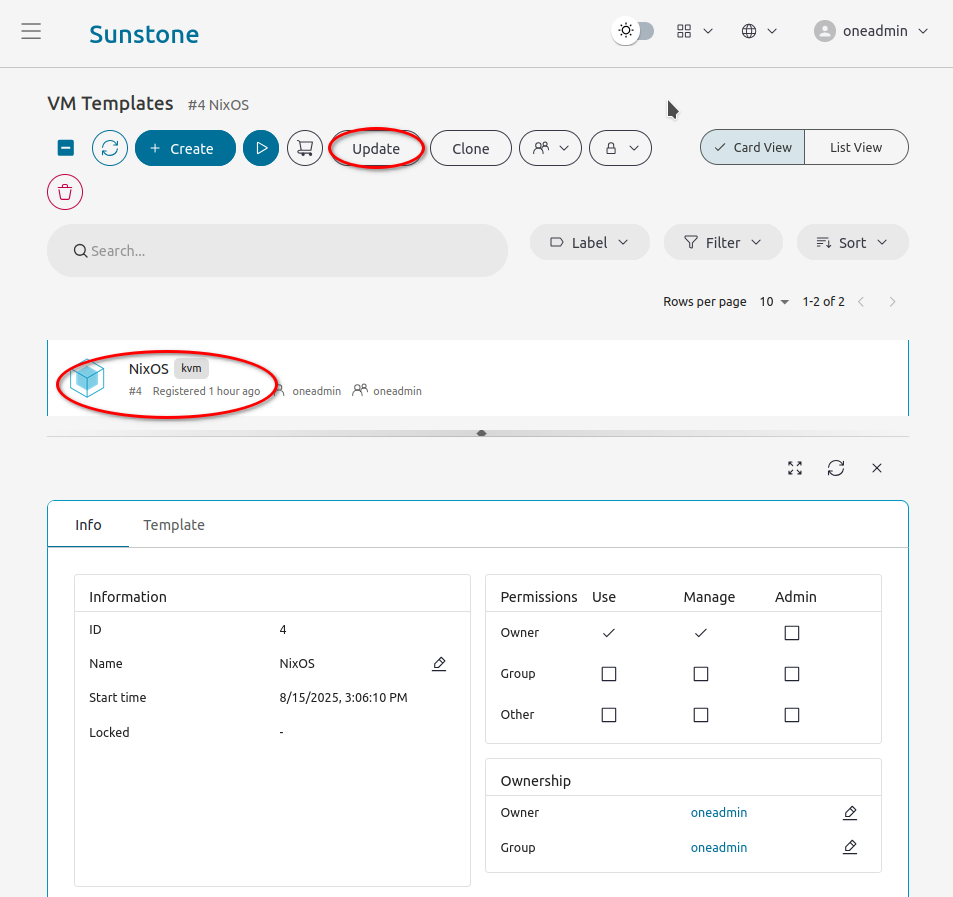 Sunstone
oneadmin
VM Templates #4 NixOS
+ Create Update Clone Card View List View
Search... Label Filter Sort
Rows per page 10 1-2 of 2
NixOS kvm
#4 Registered 1 hour ago oneadmin oneadmin
Info Template
Information
ID 4
Name NixOS
Start time 8/15/2025, 3:06:10 PM
Locked -
Permissions Use Manage Admin
Owner
Group
Other
Ownership
Owner oneadmin
Group oneadmin